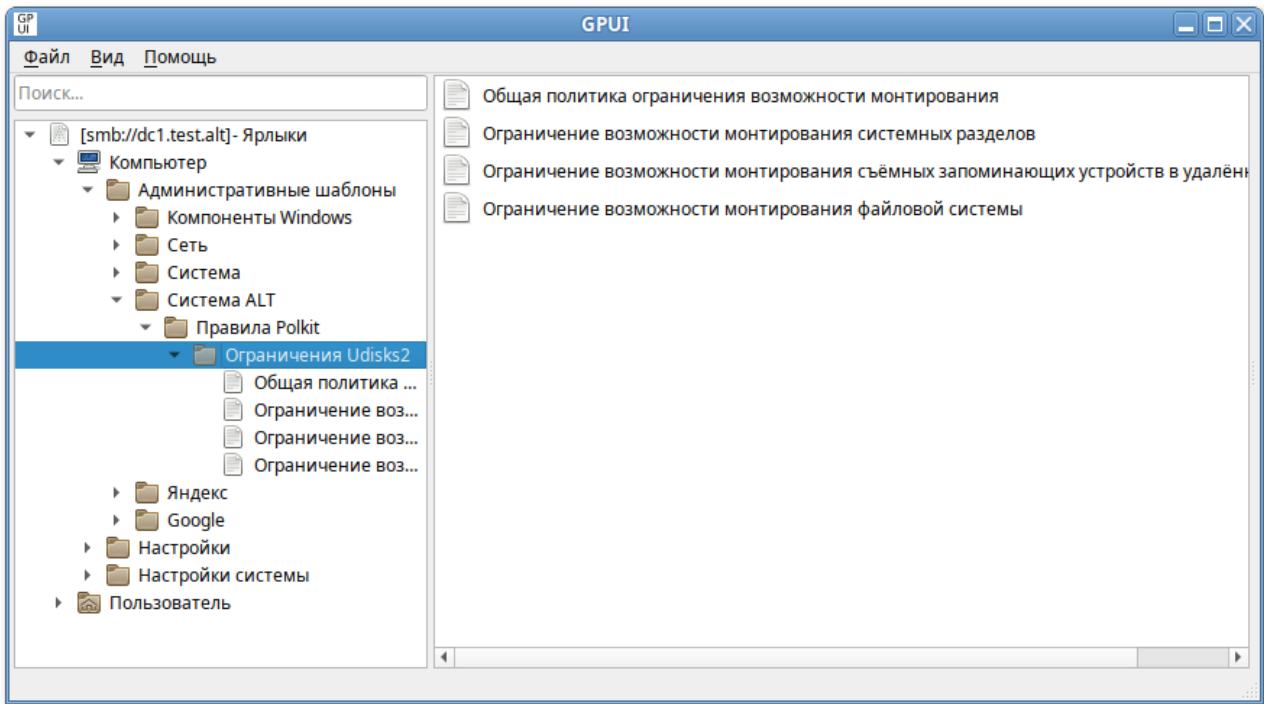 GPUI
GPUI
Файл Вид Помощь
Поиск...
[smb://dc1.test.alt]- Ярлыки
Компьютер
Административные шаблоны
Компоненты Windows
Сеть
Система
Система ALT
Правила Polkit
Ограничения Udisks2
Общая политика ...
Ограничение воз...
Ограничение воз...
Ограничение воз...
Яндекс
Google
Настройки
Настройки системы
Пользователь
Общая политика ограничения возможности монтирования
Ограничение возможности монтирования системных разделов
Ограничение возможности монтирования съёмных запоминающих устройств в
Ограничение возможности монтирования файловой системы